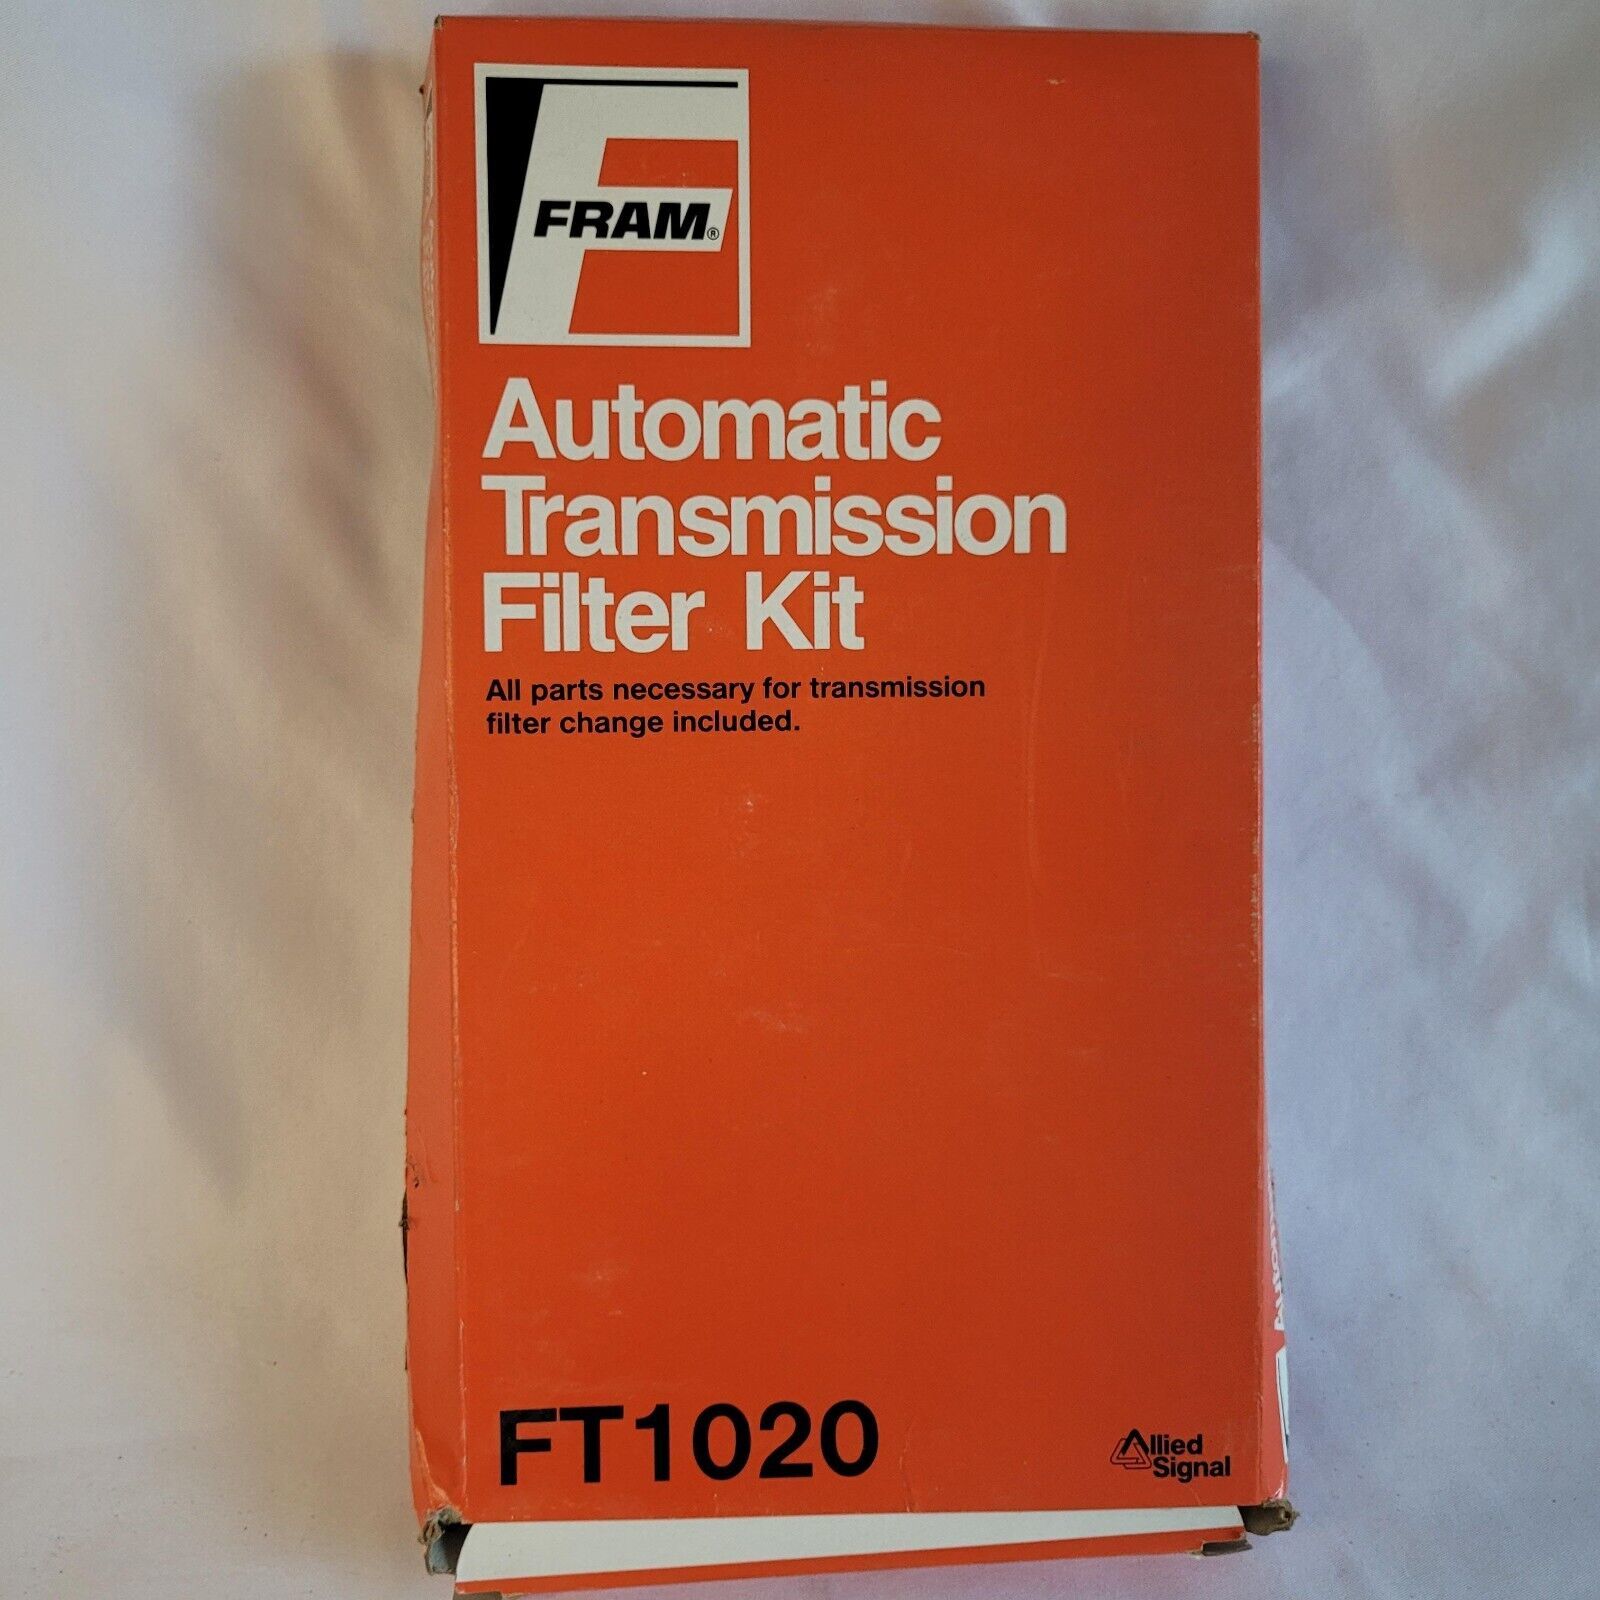 FRAM®
Automatic
Transmission
Filter Kit
All parts necessary for transmission
filter change included.
FT1020
Allied
Signal